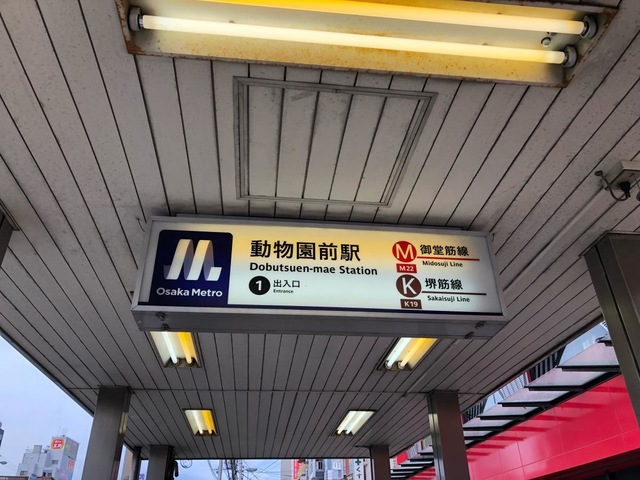 M
Osaka Metro
動物園前駅
Dobutsuen-mae Station
1 出入口
Entrance
M 御堂筋線
M22 Midosuji Line
K 堺筋線
K19 Sakaisuji Line